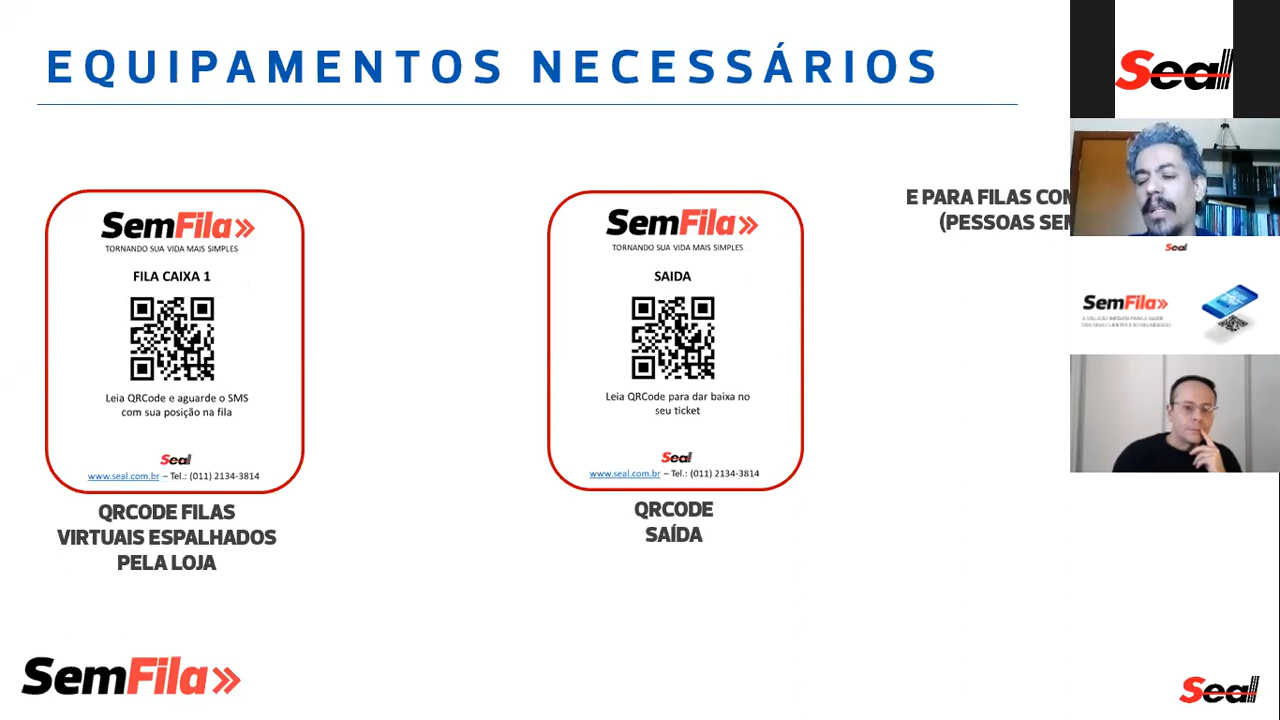 EQUIPAMENTOS NECESSÁRIOS
SemFila
TORNANDO SUA VIDA MAIS SIMPLES
FILA CAIXA 1
Leia QRCode e aguarde o SMS
com sua posição na fila
Seal
www.seal.com.br – Tel.: (011) 2134-3814
QRCODE FILAS
VIRTUAIS ESPALHADOS
PELA LOJA
SemFila
TORNANDO SUA VIDA MAIS SIMPLES
SAIDA
Leia QRCode para dar baixa no
seu ticket
Seal
www.seal.com.br – Tel.: (011) 2134-3814
QRCODE
SAÍDA
E PARA FILAS
(PESSOAS
Seal
Seal
SemFila
SemFila
Seal